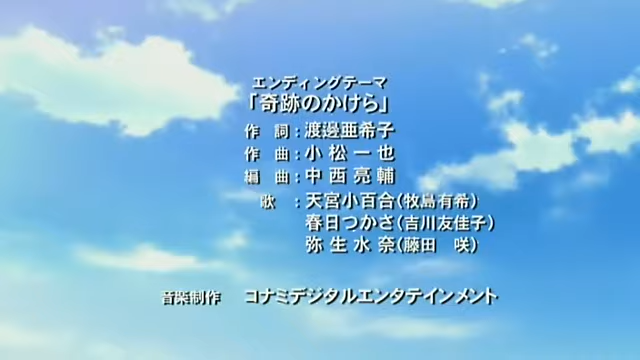 エンディングテーマ
「奇跡のかけら」
作 詞：渡邉亜希子
作 曲：小 松 一 也
編 曲：中 西 亮 輔
歌 ：天宮小百合（牧島有希）
春日つかさ（吉川友佳子）
弥 生 水 奈（藤田 咲）
音楽制作 コナミデジタルエンタテインメント